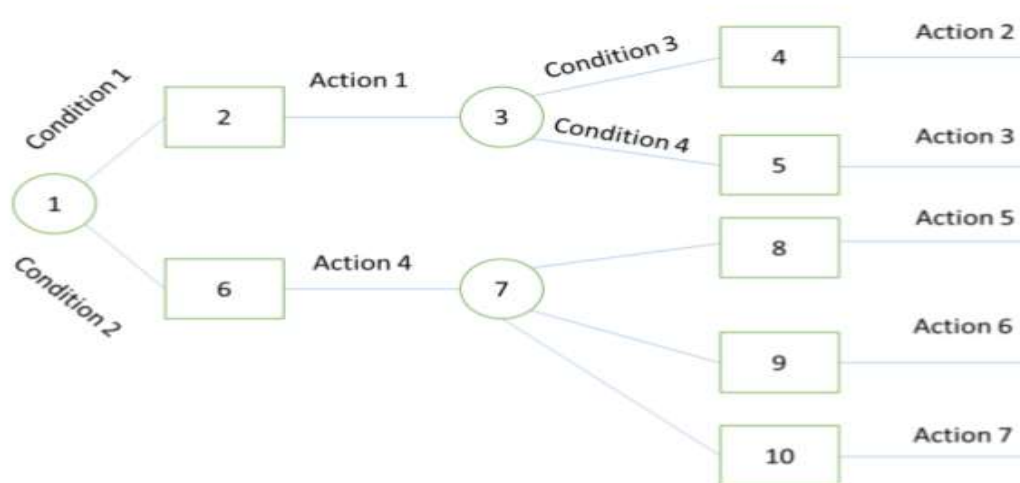 Condition 1
2
Action 1
3
Condition 3
4
Action 2
Condition 4
5
Action 3
1
Condition 2
6
Action 4
7
8
Action 5
9
Action 6
10
Action 7